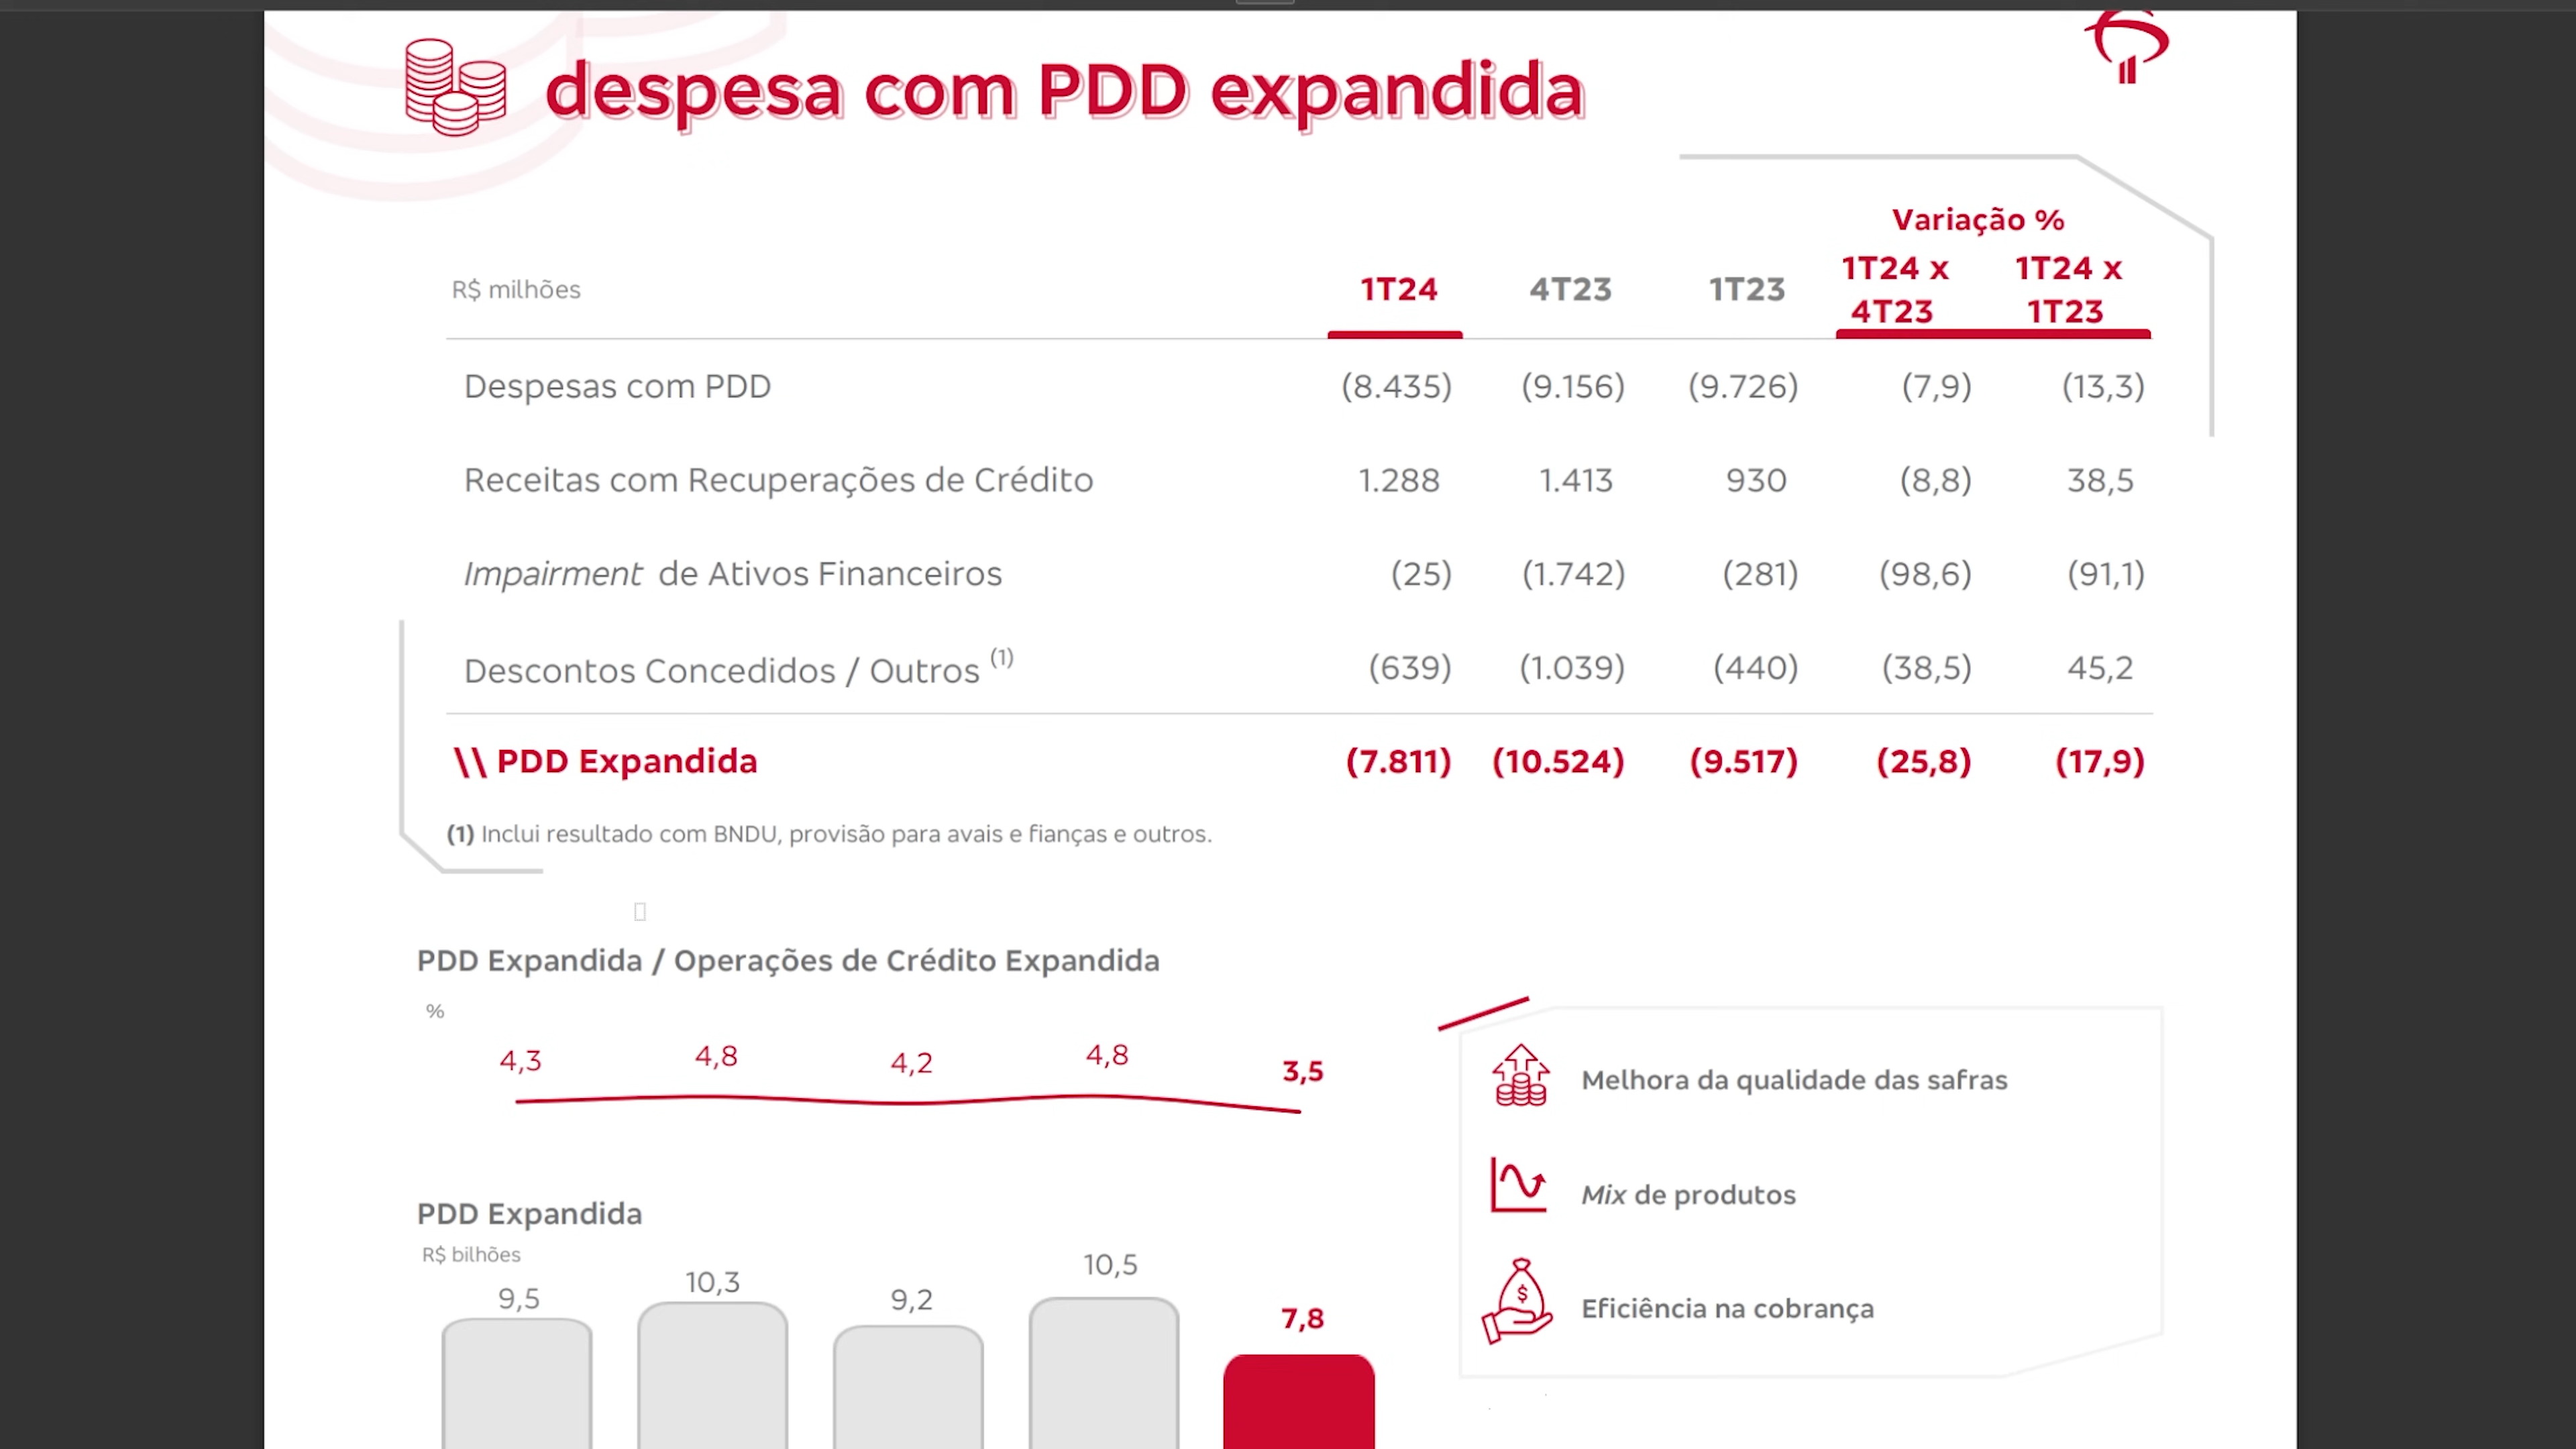 despesa com PDD expandida
Variação %
R$ milhões 1T24 4T23 1T23 1T24 x 4T23 1T24 x 1T23
Despesas com PDD (8.435) (9.156) (9.726) (7,9) (13,3)
Receitas com Recuperações de Crédito 1.288 1.413 930 (8,8) 38,5
Impairment de Ativos Financeiros (25) (1.742) (281) (98,6) (91,1)
Descontos Concedidos / Outros (1) (639) (1.039) (440) (38,5) 45,2
\\ PDD Expandida (7.811) (10.524) (9.517) (25,8) (17,9)
(1) Inclui resultado com BNDU, provisão para avais e fianças e outros.
PDD Expandida / Operações de Crédito Expandida
%
4,3 4,8 4,2 4,8 3,5
PDD Expandida
R$ bilhões
9,5 10,3 9,2 10,5 7,8
Melhora da qualidade das safras
Mix de produtos
$
Eficiência na cobrança